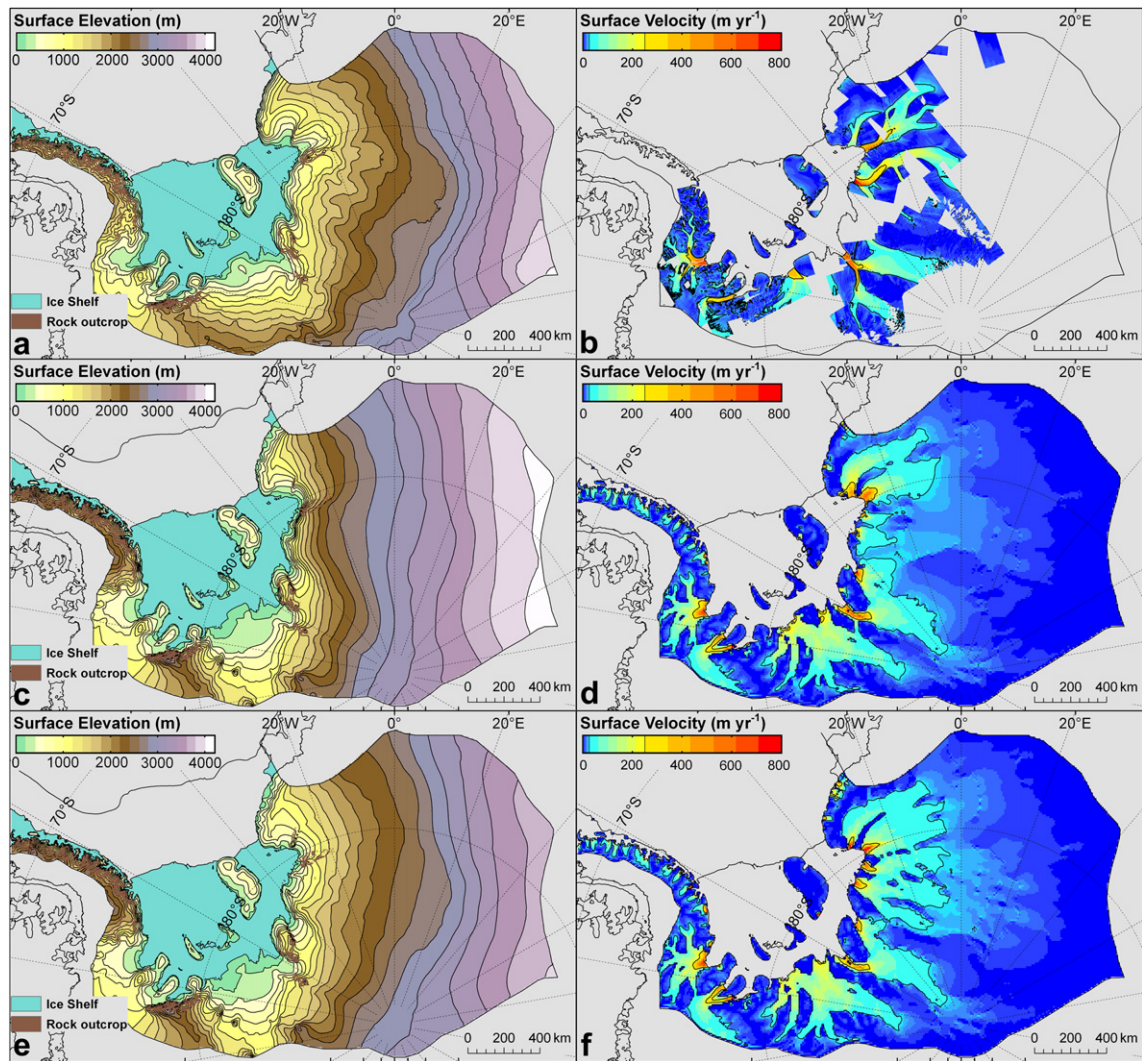 Surface Elevation (m)
0 1000 2000 3000 4000
20°W 0° 20°E
70°S
80°S
Ice Shelf
Rock outcrop
0 200 400 km
a
Surface Velocity (m yr-1)
0 200 400 600 800
20°W 0° 20°E
70°S
80°S
0 200 400 km
b
Surface Elevation (m)
0 1000 2000 3000 4000
20°W 0° 20°E
70°S
80°S
Ice Shelf
Rock outcrop
0 200 400 km
c
Surface Velocity (m yr-1)
0 200 400 600 800
20°W 0° 20°E
70°S
80°S
0 200 400 km
d
Surface Elevation (m)
0 1000 2000 3000 4000
20°W 0° 20°E
70°S
80°S
Ice Shelf
Rock outcrop
0 200 400 km
e
Surface Velocity (m yr-1)
0 200 400 600 800
20°W 0° 20°E
70°S
80°S
0 200 400 km
f